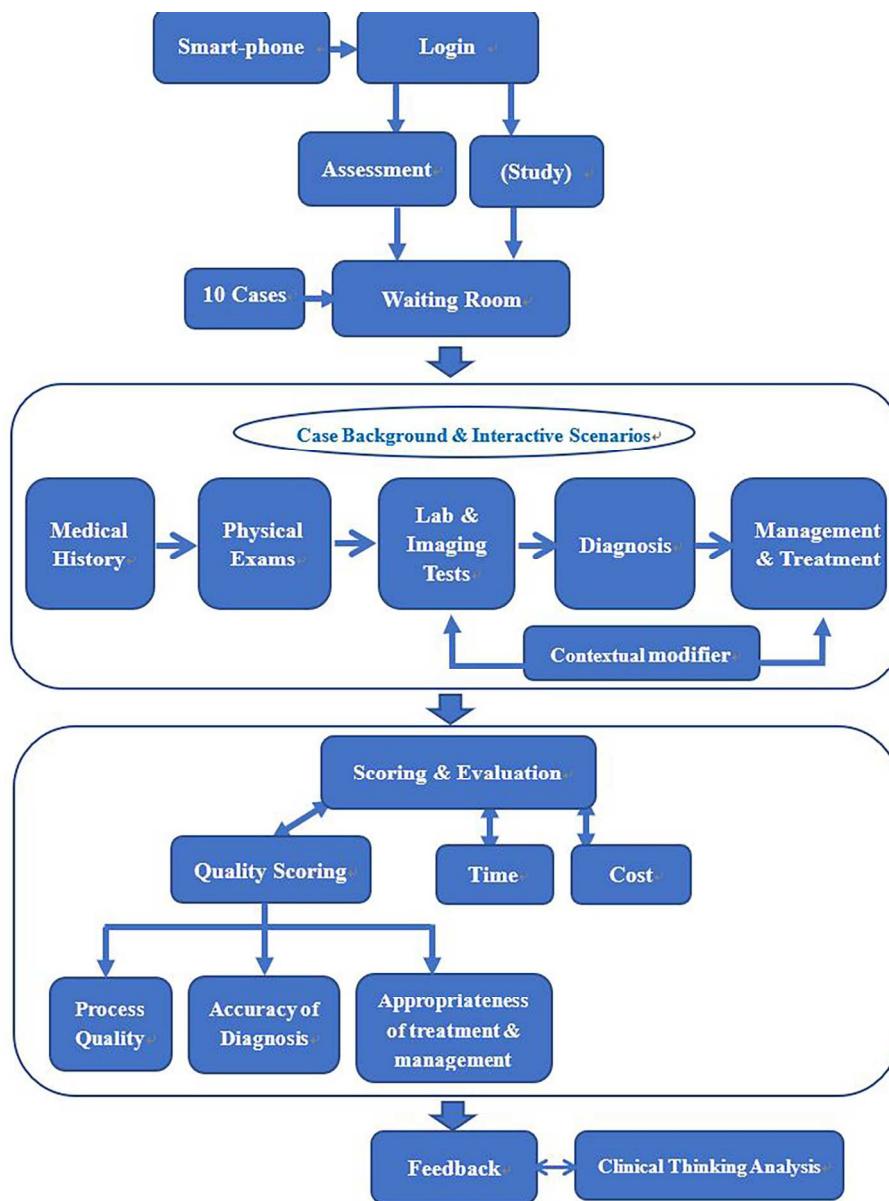 Smart-phone
Login
Assessment
(Study)
10 Cases
Waiting Room
Case Background & Interactive Scenarios
Medical
History
Physical
Exams
Lab &
Imaging
Tests
Diagnosis
Management
& Treatment
Contextual modifier
Scoring & Evaluation
Quality Scoring
Time
Cost
Process
Quality
Accuracy of
Diagnosis
Appropriateness
of treatment &
management
Feedback
Clinical Thinking Analysis